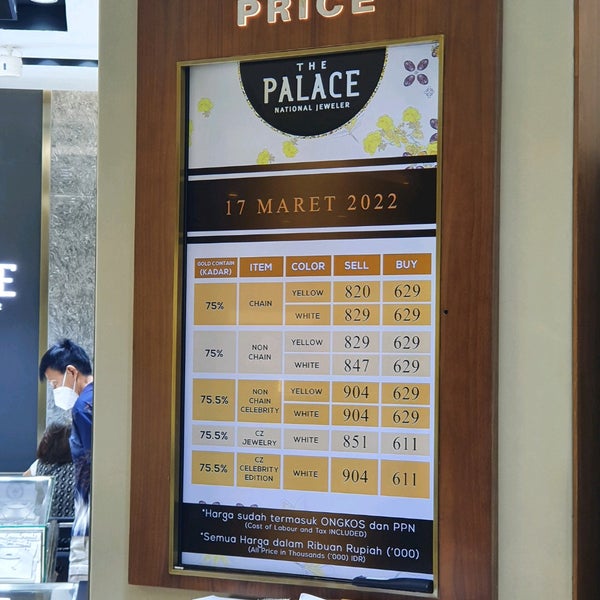 PRICE
THE
PALACE
NATIONAL JEWELER
17 MARET 2022
GOLD CONTAIN (KADAR) ITEM COLOR SELL BUY
75% CHAIN YELLOW 820 629
WHITE 829 629
75% NON CHAIN YELLOW 829 629
WHITE 847 629
75.5% NON CHAIN CELEBRITY YELLOW 904 629
WHITE 904 629
75.5% CZ JEWELRY WHITE 851 611
75.5% CZ CELEBRITY EDITION WHITE 904 611
*Harga sudah termasuk ONGKOS dan PPN
(Cost of Labour and Tax INCLUDED)
*Semua Harga dalam Ribuan Rupiah ('000)
(All Price in Thousands ('000) IDR)